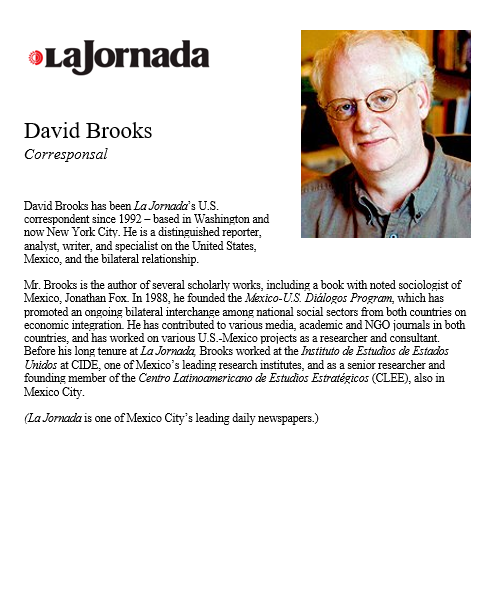 LaJornada
David Brooks
Corresponsal
David Brooks has been La Jornada's U.S.
correspondent since 1992 – based in Washington and
now New York City. He is a distinguished reporter,
analyst, writer, and specialist on the United States,
Mexico, and the bilateral relationship.
Mr. Brooks is the author of several scholarly works, including a book with noted sociologist of
Mexico, Jonathan Fox. In 1988, he founded the Mexico-U.S. Diálogos Program, which has
promoted an ongoing bilateral interchange among national social sectors from both countries on
economic integration. He has contributed to various media, academic and NGO journals in both
countries, and has worked on various U.S.-Mexico projects as a researcher and consultant.
Before his long tenure at La Jornada, Brooks worked at the Instituto de Estudios de Estados
Unidos at CIDE, one of Mexico's leading research institutes, and as a senior researcher and
founding member of the Centro Latinoamericano de Estudios Estratégicos (CLEE), also in
Mexico City.
(La Jornada is one of Mexico City's leading daily newspapers.)